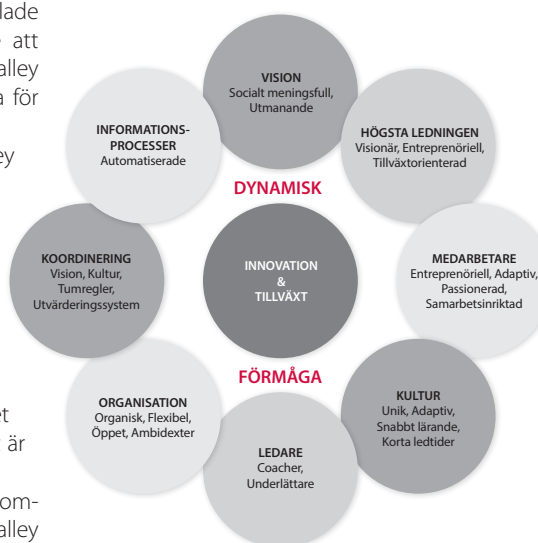 lade
att
alley
a för
ey
et
är
om-
alley
VISION
Socialt meningsfull,
Utmanande
HÖGSTA LEDNINGEN
Visionär, Entreprenöriell,
Tillväxtorienterad
MEDARBETARE
Entreprenöriell, Adaptiv,
Passionerad,
Samarbetsinriktad
KULTUR
Unik, Adaptiv,
Snabbt lärande,
Korta ledtider
LEDARE
Coacher,
Underlättare
ORGANISATION
Organisk, Flexibel,
Öppet, Ambidexter
KOORDINERING
Vision, Kultur,
Tumregler,
Utvärderingssystem
INFORMATIONS-
PROCESSER
Automatiserade
DYNAMISK
INNOVATION
&
TILLVÄXT
FÖRMÅGA